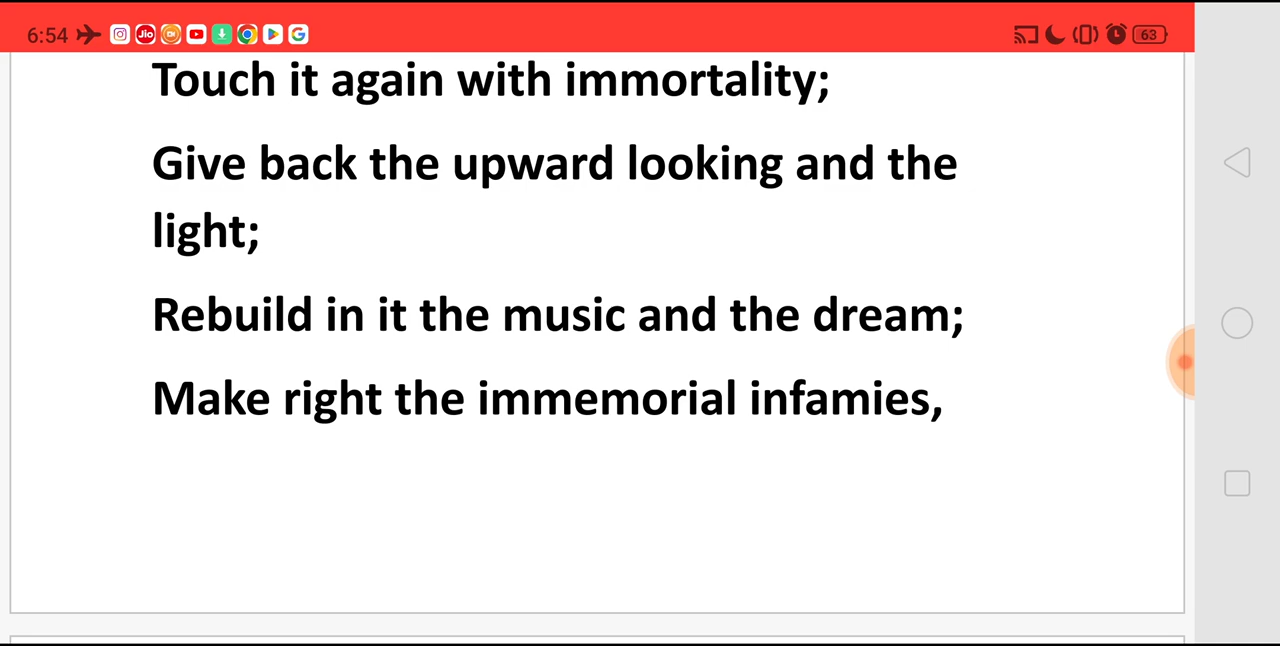 6:54
Jio
63
Touch it again with immortality;
Give back the upward looking and the
light;
Rebuild in it the music and the dream;
Make right the immemorial infamies,